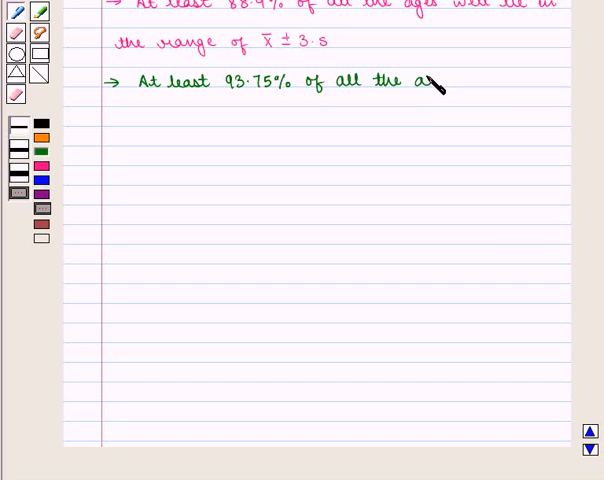 → At least 88.9% of all the ages will lie in
the range of x̄ ± 3·s
→ At least 93.75% of all the a